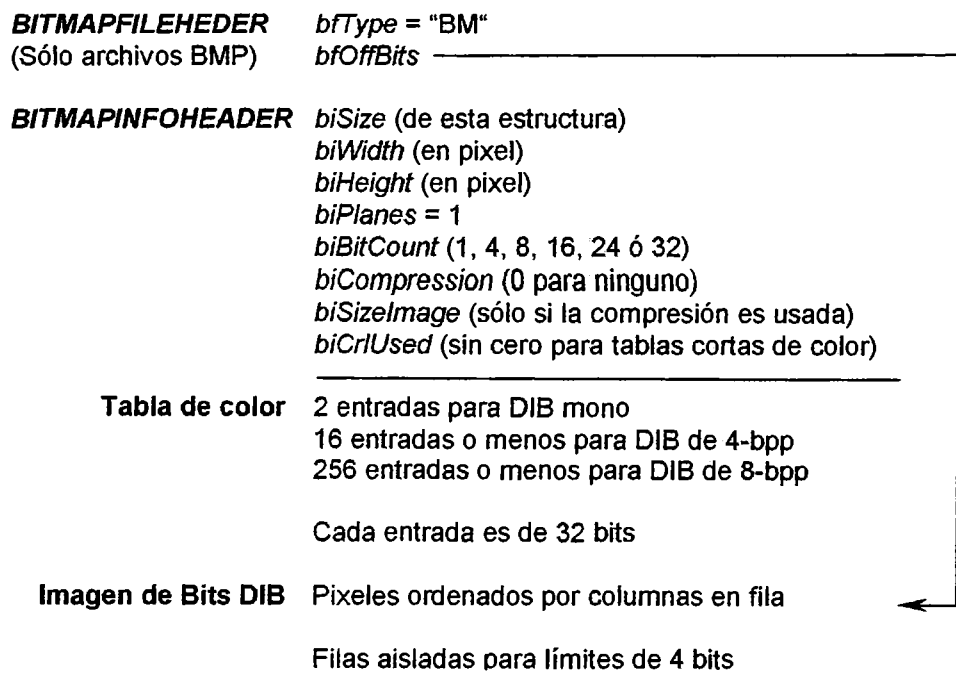 BITMAPFILEHEDER bfType = "BM"
(Sólo archivos BMP) bfOffBits
BITMAPINFOHEADER biSize (de esta estructura)
biWidth (en pixel)
biHeight (en pixel)
biPlanes = 1
biBitCount (1, 4, 8, 16, 24 ó 32)
biCompression (0 para ninguno)
biSizeImage (sólo si la compresión es usada)
biCrlUsed (sin cero para tablas cortas de color)
Tabla de color 2 entradas para DIB mono
16 entradas o menos para DIB de 4-bpp
256 entradas o menos para DIB de 8-bpp
Cada entrada es de 32 bits
Imagen de Bits DIB Pixeles ordenados por columnas en fila
Filas aisladas para límites de 4 bits